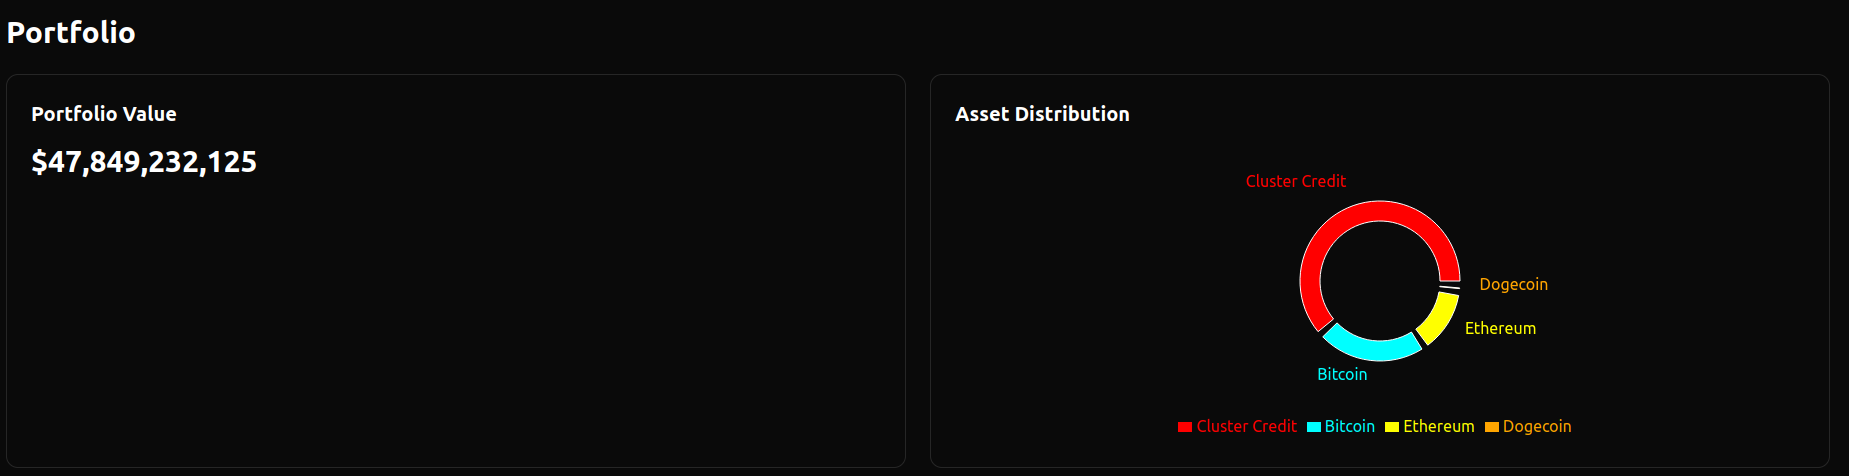 Portfolio
Portfolio Value
$47,849,232,125
Asset Distribution
Cluster Credit
Dogecoin
Ethereum
Bitcoin
Cluster Credit Bitcoin Ethereum Dogecoin